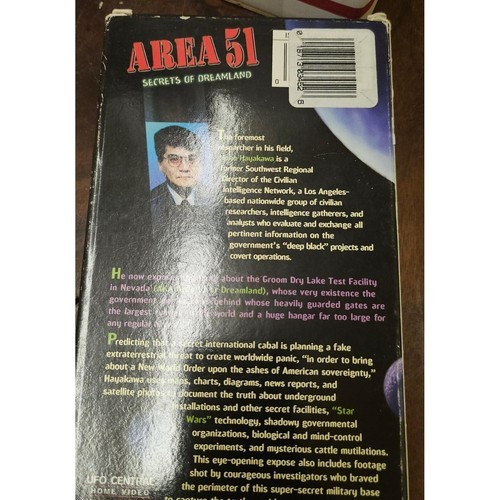 AREA 51
SECRETS OF DREAMLAND
The foremost
researcher in his field,
Hayakawa is a
former Southwest Regional
Director of the Civilian
Intelligence Network, a Los Angeles-
based nationwide group of civilian
researchers, intelligence gatherers, and
analysts who evaluate and exchange all
pertinent information on the
government's "deep black" projects and
covert operations.
He now about the Groom Dry Lake Test Facility
in Nevada Dreamland), whose very existence the
government behind whose heavily guarded gates are
the largest world and a huge hangar far too large for
any regular
Predicting that a secret international cabal is planning a fake
extraterrestrial threat to create worldwide panic, "in order to bring
about a New World Order upon the ashes of American sovereignty,"
Hayakawa uses maps, charts, diagrams, news reports, and
satellite photos to document the truth about underground
installations and other secret facilities, "Star
Wars" technology, shadowy governmental
organizations, biological and mind-control
experiments, and mysterious cattle mutilations.
This eye-opening expose also includes footage
shot by courageous investigators who braved
the perimeter of this super-secret military base
UFO CENTRAL
HOME VIDEO